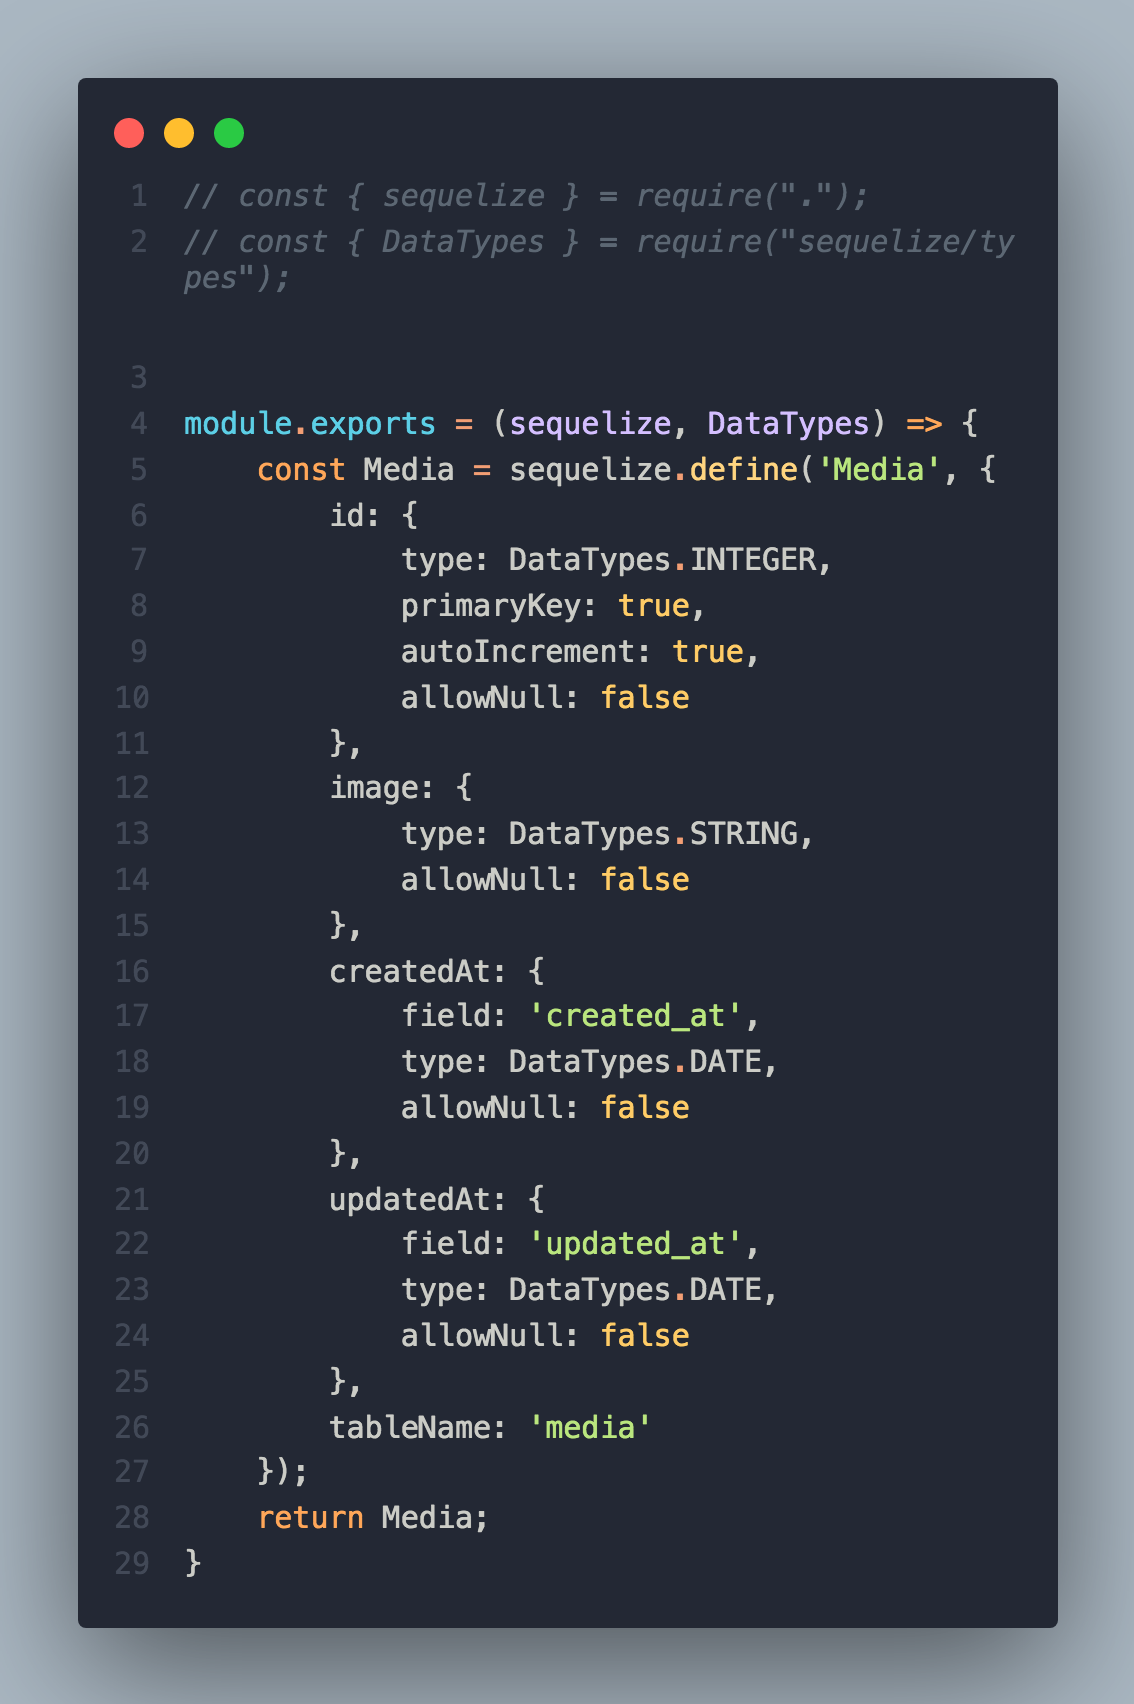 1 // const { sequelize } = require(".");
2 // const { DataTypes } = require("sequelize/ty
pes");
3
4 module.exports = (sequelize, DataTypes) => {
5     const Media = sequelize.define('Media', {
6         id: {
7             type: DataTypes.INTEGER,
8             primaryKey: true,
9             autoIncrement: true,
10             allowNull: false
11         },
12         image: {
13             type: DataTypes.STRING,
14             allowNull: false
15         },
16         createdAt: {
17             field: 'created_at',
18             type: DataTypes.DATE,
19             allowNull: false
20         },
21         updatedAt: {
22             field: 'updated_at',
23             type: DataTypes.DATE,
24             allowNull: false
25         },
26         tableName: 'media'
27     });
28     return Media;
29 }